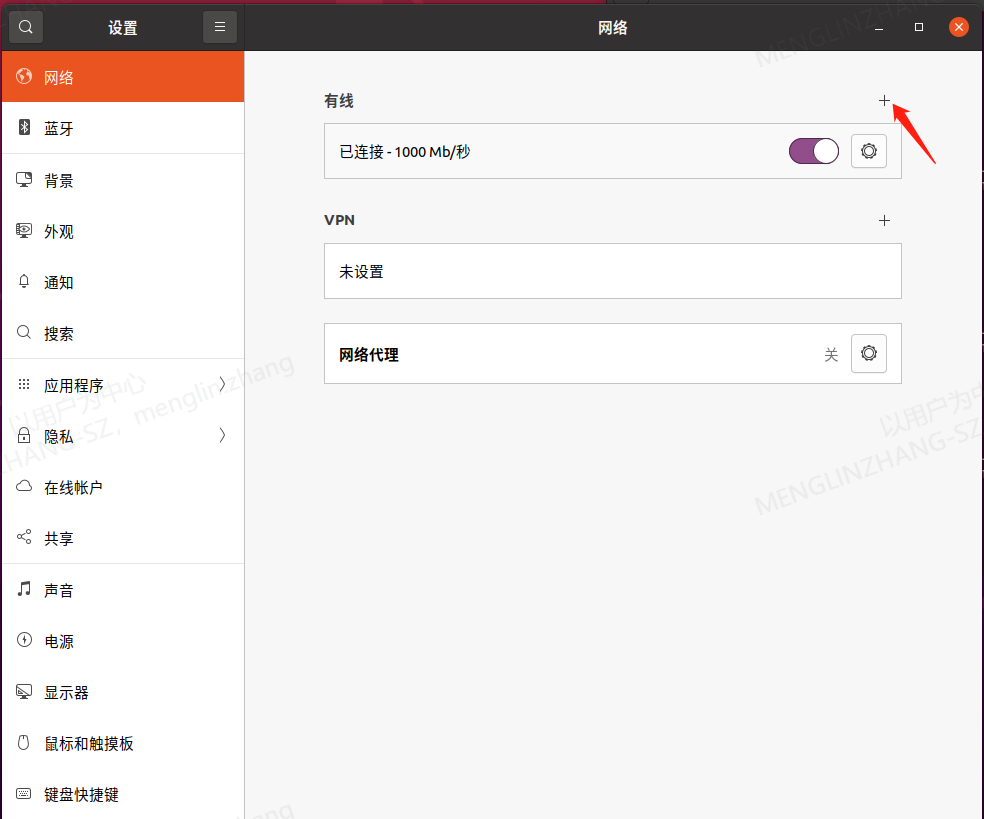 设置
网络
网络
蓝牙
背景
外观
通知
搜索
应用程序
隐私
在线帐户
共享
声音
电源
显示器
鼠标和触摸板
键盘快捷键
有线
已连接 - 1000 Mb/秒
VPN
未设置
网络代理
关
MENGLINZHANG
以用户为中心
ZHANG-SZ, menglinzhang
以用户为中
MENGLINZHANG-SZ